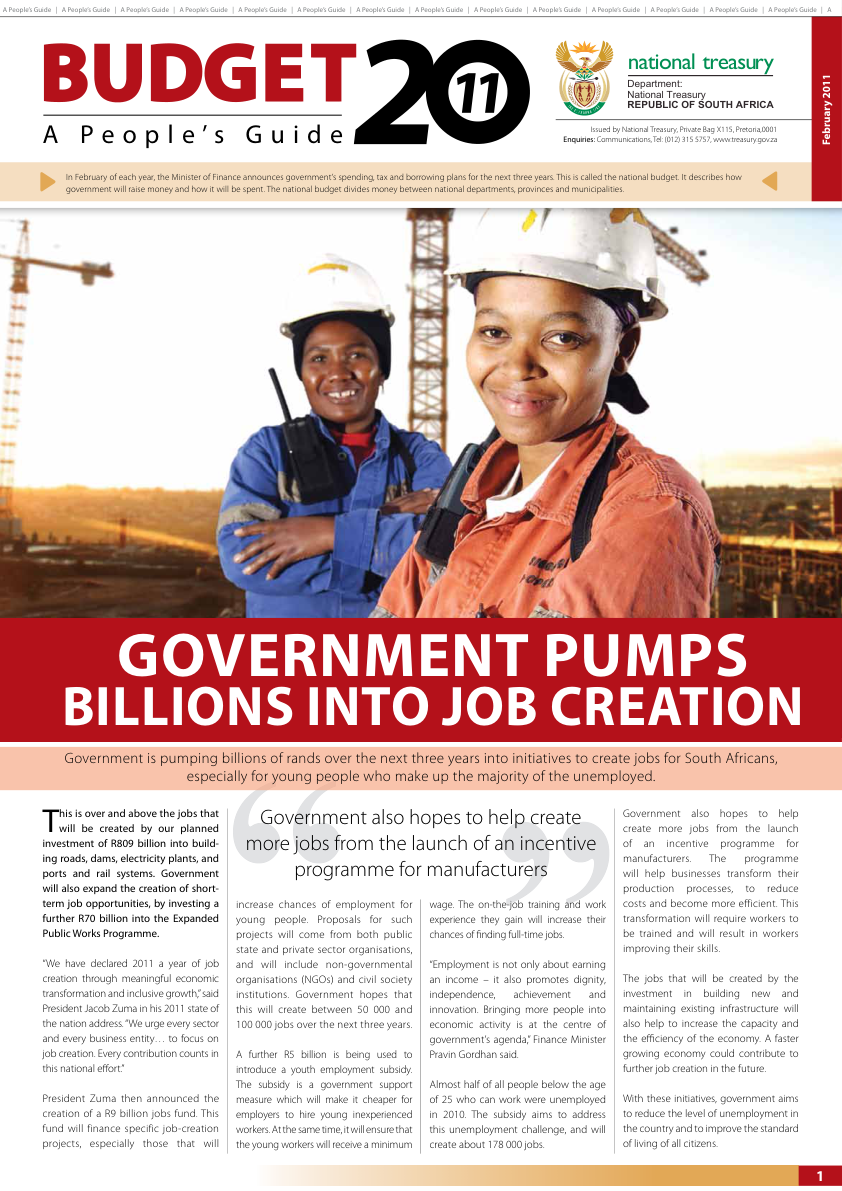 A People's Guide | A People's Guide | A People's Guide | A People's Guide | A People's Guide | A People's Guide | A People's Guide | A People's Guide | A People's Guide | A People's Guide | A People's Guide | A People's Guide | A People's Guide | A People's Guide | A
BUDGET 2011
A People's Guide
national treasury
Department:
National Treasury
REPUBLIC OF SOUTH AFRICA
Issued by National Treasury, Private Bag X115, Pretoria,0001
Enquiries: Communications, Tel: (012) 315 5757, www.treasury.gov.za
February 2011
In February of each year, the Minister of Finance announces government's spending, tax and borrowing plans for the next three years. This is called the national budget. It describes how
government will raise money and how it will be spent. The national budget divides money between national departments, provinces and municipalities.
GOVERNMENT PUMPS
BILLIONS INTO JOB CREATION
Government is pumping billions of rands over the next three years into initiatives to create jobs for South Africans,
especially for young people who make up the majority of the unemployed.
This is over and above the jobs that
will be created by our planned
investment of R809 billion into build-
ing roads, dams, electricity plants, and
ports and rail systems. Government
will also expand the creation of short-
term job opportunities, by investing a
further R70 billion into the Expanded
Public Works Programme.
"We have declared 2011 a year of job
creation through meaningful economic
transformation and inclusive growth," said
President Jacob Zuma in his 2011 state of
the nation address. "We urge every sector
and every business entity… to focus on
job creation. Every contribution counts in
this national effort."
President Zuma then announced the
creation of a R9 billion jobs fund. This
fund will finance specific job-creation
projects, especially those that will
Government also hopes to help create
more jobs from the launch of an incentive
programme for manufacturers
increase chances of employment for
young people. Proposals for such
projects will come from both public
state and private sector organisations,
and will include non-governmental
organisations (NGOs) and civil society
institutions. Government hopes that
this will create between 50 000 and
100 000 jobs over the next three years.
A further R5 billion is being used to
introduce a youth employment subsidy.
The subsidy is a government support
measure which will make it cheaper for
employers to hire young inexperienced
workers. At the same time, it will ensure that
the young workers will receive a minimum
wage. The on-the-job training and work
experience they gain will increase their
chances of finding full-time jobs.
"Employment is not only about earning
an income – it also promotes dignity,
independence, achievement and
innovation. Bringing more people into
economic activity is at the centre of
government's agenda," Finance Minister
Pravin Gordhan said.
Almost half of all people below the age
of 25 who can work were unemployed
in 2010. The subsidy aims to address
this unemployment challenge, and will
create about 178 000 jobs.
Government also hopes to help
create more jobs from the launch
of an incentive programme for
manufacturers. The programme
will help businesses transform their
production processes, to reduce
costs and become more efficient. This
transformation will require workers to
be trained and will result in workers
improving their skills.
The jobs that will be created by the
investment in building new and
maintaining existing infrastructure will
also help to increase the capacity and
the efficiency of the economy. A faster
growing economy could contribute to
further job creation in the future.
With these initiatives, government aims
to reduce the level of unemployment in
the country and to improve the standard
of living of all citizens.
1